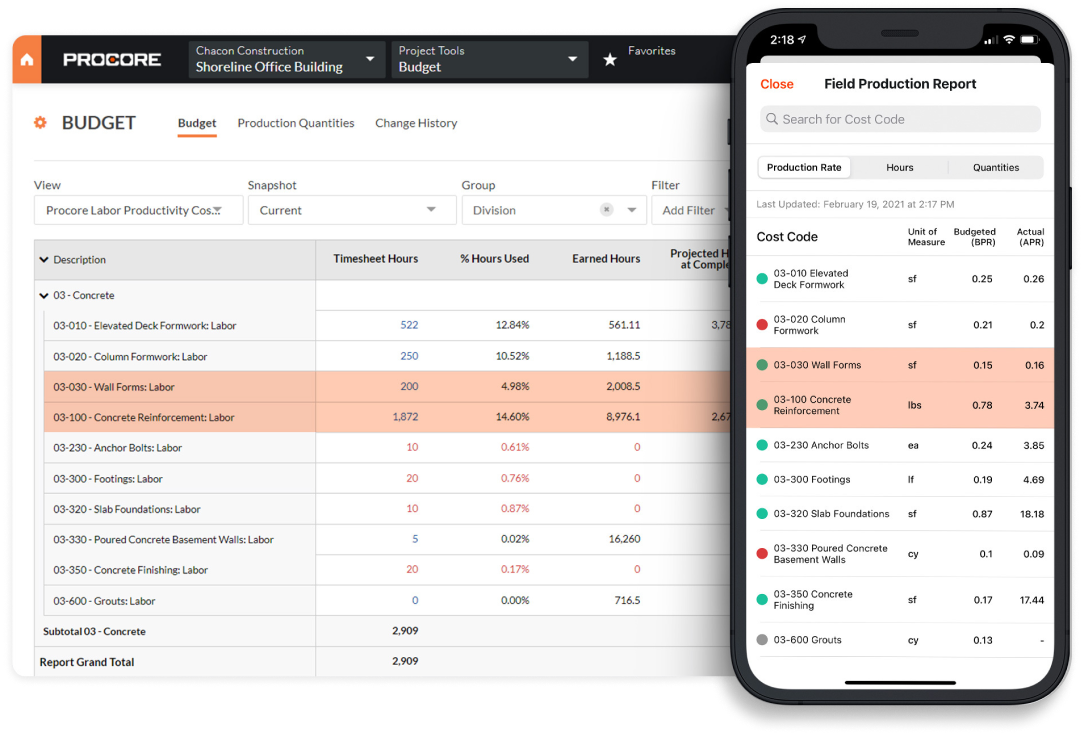 PROCORE
Chacon Construction
Shoreline Office Building
Project Tools
Budget
Favorites
BUDGET
Budget Production Quantities Change History
View Snapshot Group Filter
Procore Labor Productivity Cos... Current Division Add Filter
Description Timesheet Hours % Hours Used Earned Hours Projected H
at Comple
03 - Concrete
03-010 - Elevated Deck Formwork: Labor 522 12.84% 561.11 3,78
03-020 - Column Formwork: Labor 250 10.52% 1,188.5
03-030 - Wall Forms: Labor 200 4.98% 2,008.5
03-100 - Concrete Reinforcement: Labor 1,872 14.60% 8,976.1 2,67
03-230 - Anchor Bolts: Labor 10 0.61% 0
03-300 - Footings: Labor 20 0.76% 0
03-320 - Slab Foundations: Labor 10 0.87% 0
03-330 - Poured Concrete Basement Walls: Labor 5 0.02% 16,260
03-350 - Concrete Finishing: Labor 20 0.17% 0
03-600 - Grouts: Labor 0 0.00% 716.5
Subtotal 03 - Concrete 2,909
Report Grand Total 2,909
2:18
Close Field Production Report
Search for Cost Code
Production Rate Hours Quantities
Last Updated: February 19, 2021 at 2:17 PM
Cost Code Unit of Measure Budgeted (BPR) Actual (APR)
03-010 Elevated
Deck Formwork sf 0.25 0.26
03-020 Column
Formwork sf 0.21 0.2
03-030 Wall Forms sf 0.15 0.16
03-100 Concrete
Reinforcement lbs 0.78 3.74
03-230 Anchor Bolts ea 0.24 3.85
03-300 Footings lf 0.19 4.69
03-320 Slab Foundations sf 0.87 18.18
03-330 Poured Concrete
Basement Walls cy 0.1 0.09
03-350 Concrete
Finishing sf 0.17 17.44
03-600 Grouts cy 0.13 -